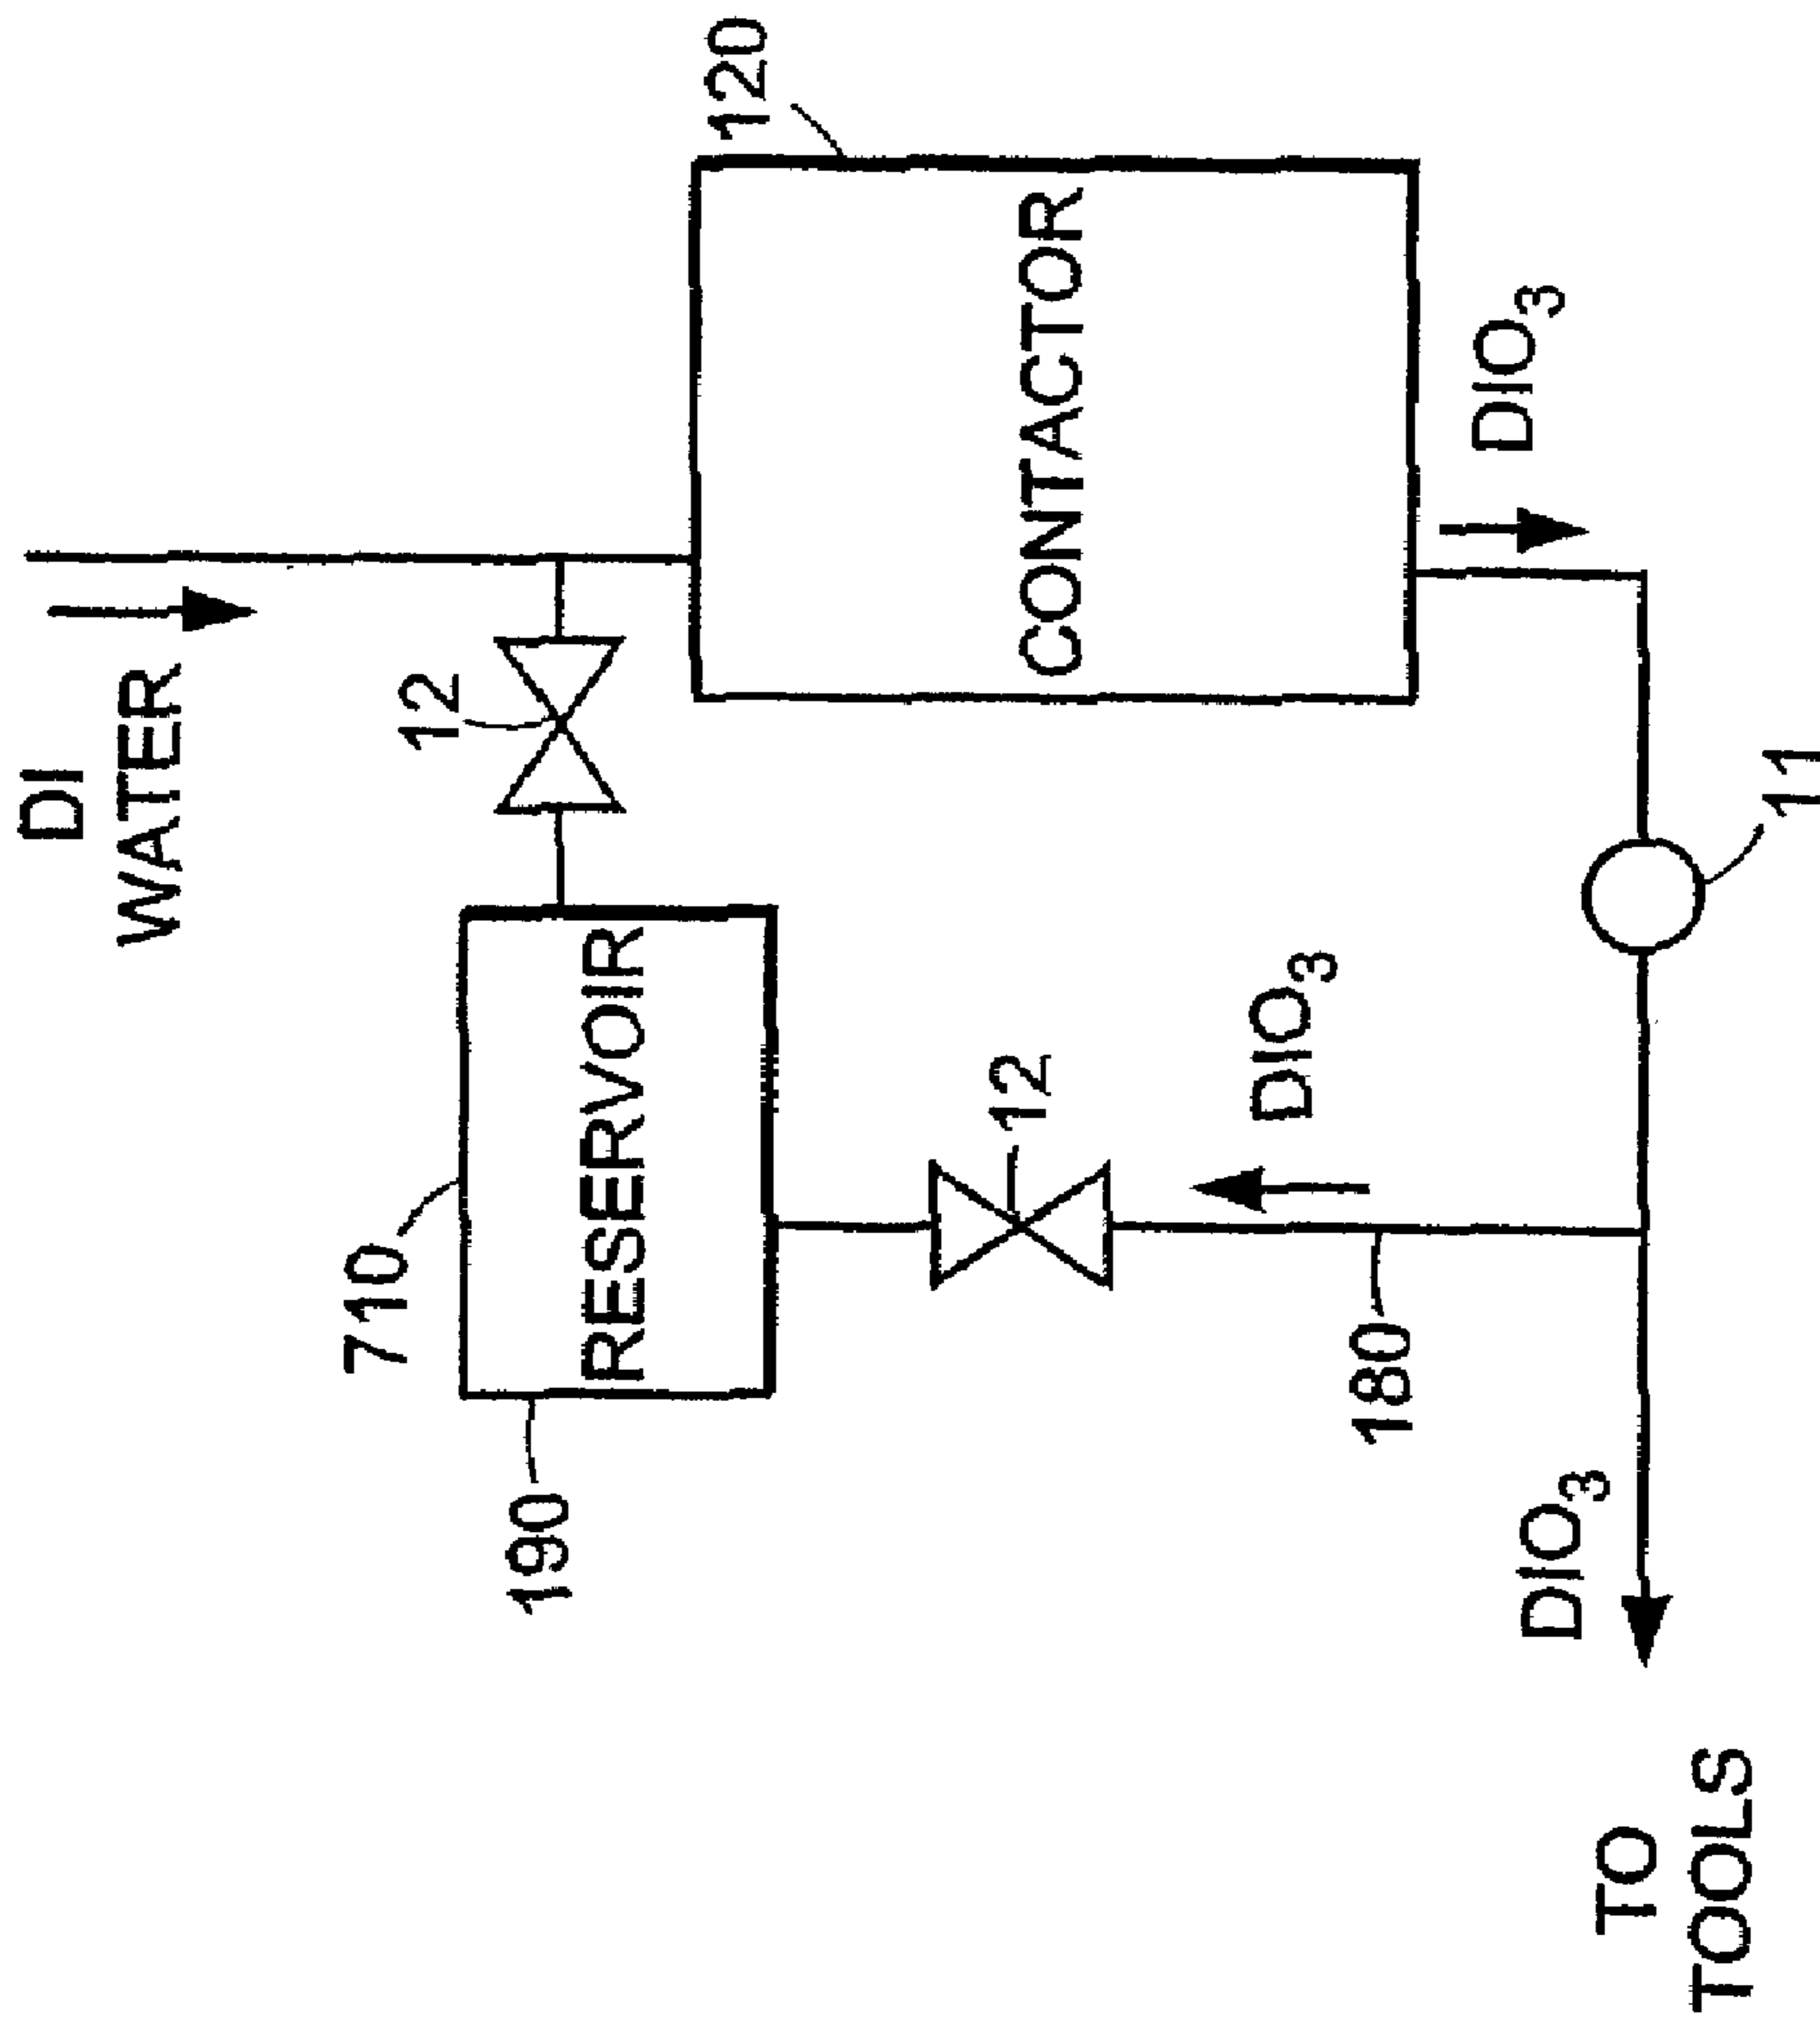 DI
WATER
12
120
CONTACTOR
710
RESERVOIR
190
12
DIO₃
180
DIO₃
11
DIO₃
TO
TOOLS